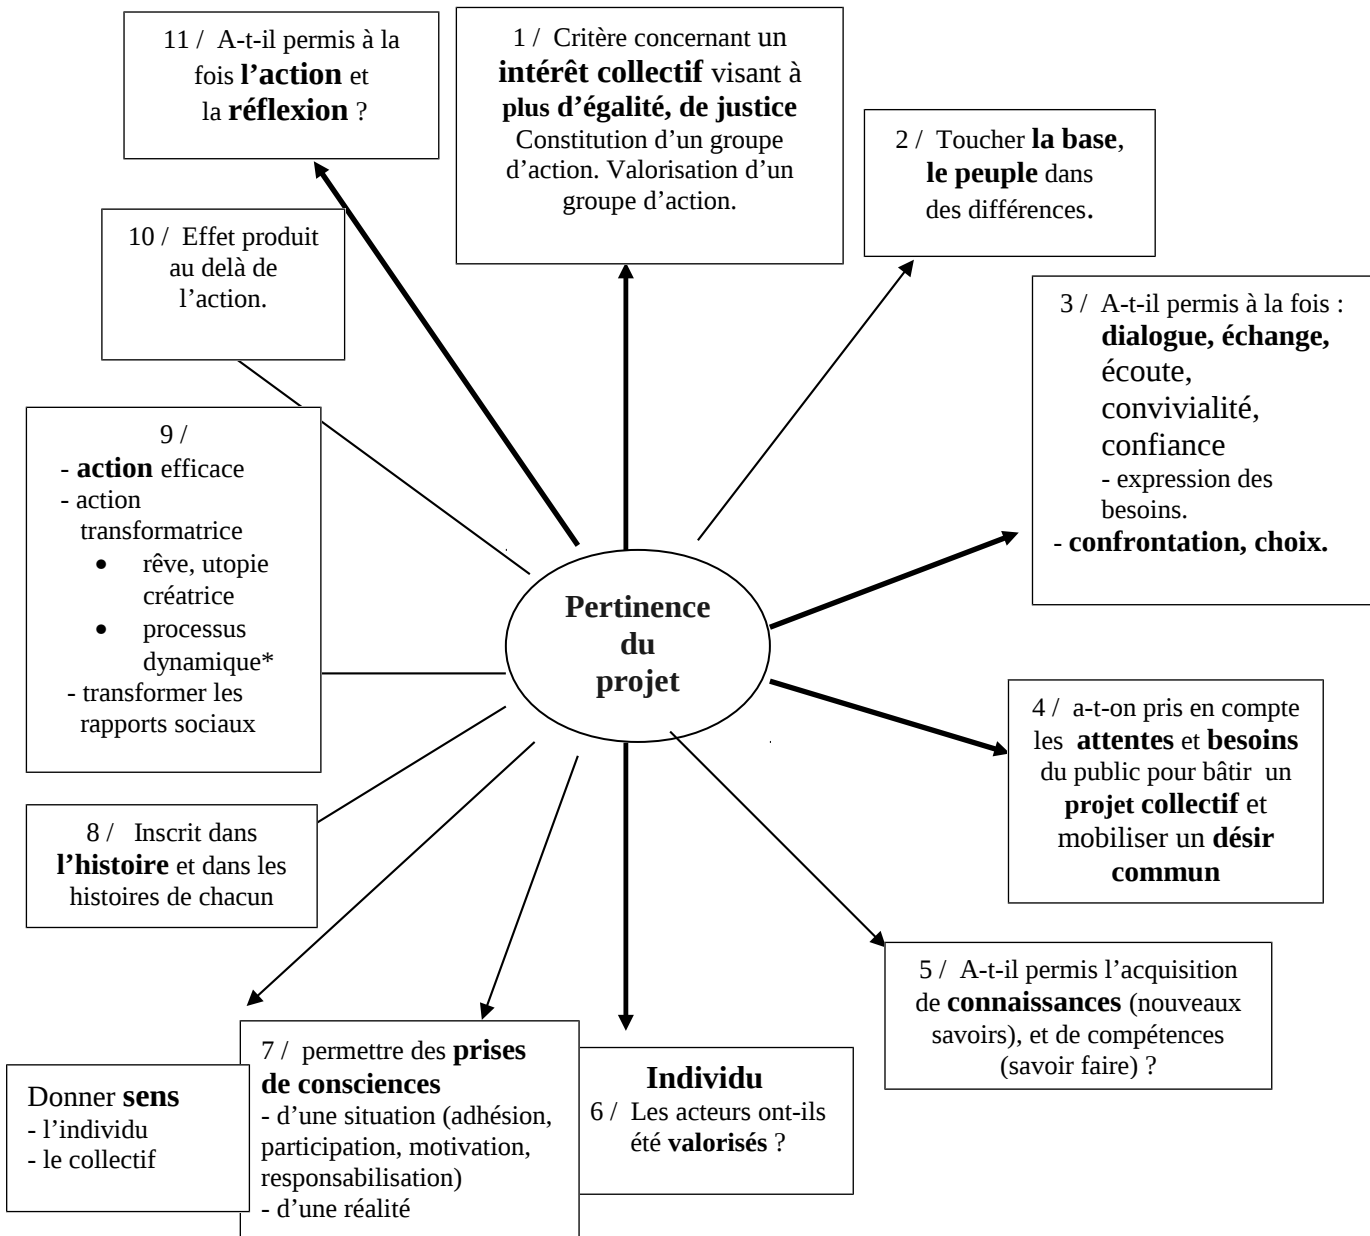 11 / A-t-il permis à la
fois l’action et
la réflexion ?
1 / Critère concernant un
intérêt collectif visant à
plus d’égalité, de justice
Constitution d’un groupe
d’action. Valorisation d’un
groupe d’action.
2 / Toucher la base,
le peuple dans
des différences.
10 / Effet produit
au delà de
l’action.
3 / A-t-il permis à la fois :
dialogue, échange,
écoute,
convivialité,
confiance
- expression des
besoins.
- confrontation, choix.
9 /
- action efficace
- action
transformatrice
• rêve, utopie
créatrice
• processus
dynamique*
- transformer les
rapports sociaux
Pertinence
du
projet
4 / a-t-on pris en compte
les attentes et besoins
du public pour bâtir un
projet collectif et
mobiliser un désir
commun
8 / Inscrit dans
l’histoire et dans les
histoires de chacun
5 / A-t-il permis l’acquisition
de connaissances (nouveaux
savoirs), et de compétences
(savoir faire) ?
Donner sens
- l’individu
- le collectif
7 / permettre des prises
de consciences
- d’une situation (adhésion,
participation, motivation,
responsabilisation)
- d’une réalité
Individu
6 / Les acteurs ont-ils
été valorisés ?